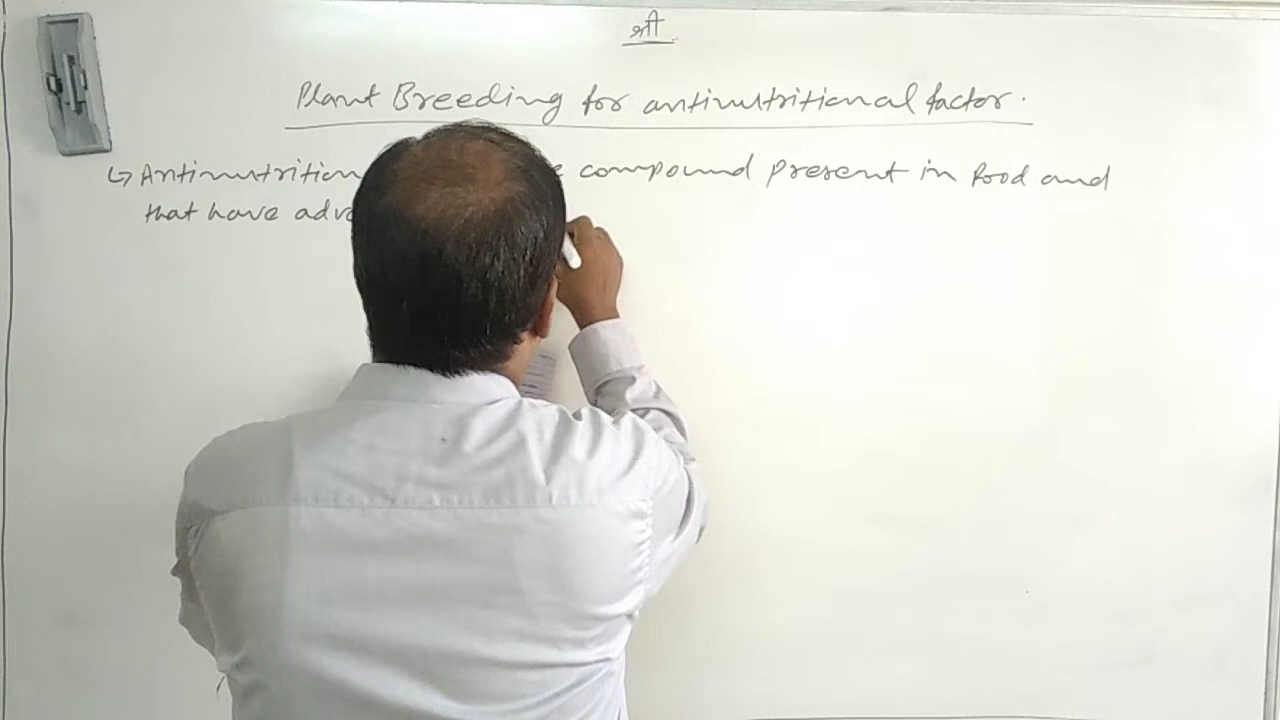 श्री
Plant Breeding for antinutritional factor.
↳ Antinutrition compound present in food and
that have adv